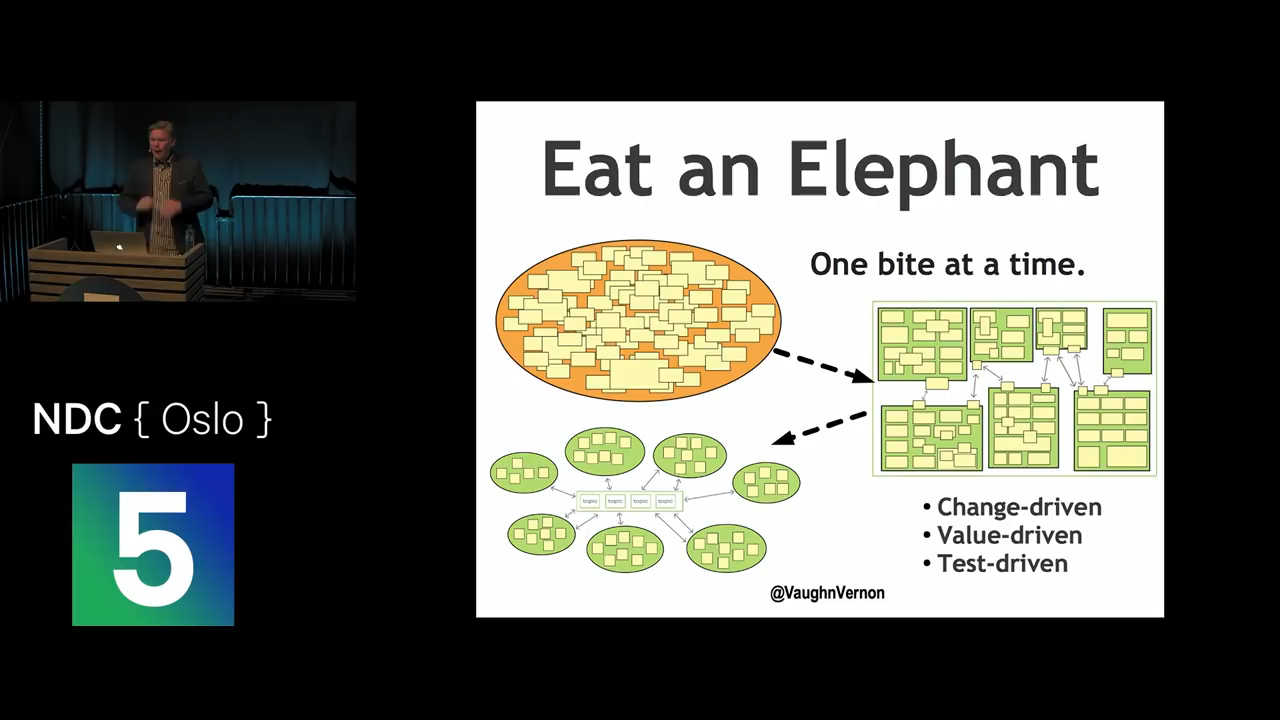 Eat an Elephant
One bite at a time.
topic topic topic topic
• Change-driven
• Value-driven
• Test-driven
@VaughnVernon
NDC { Oslo }
5